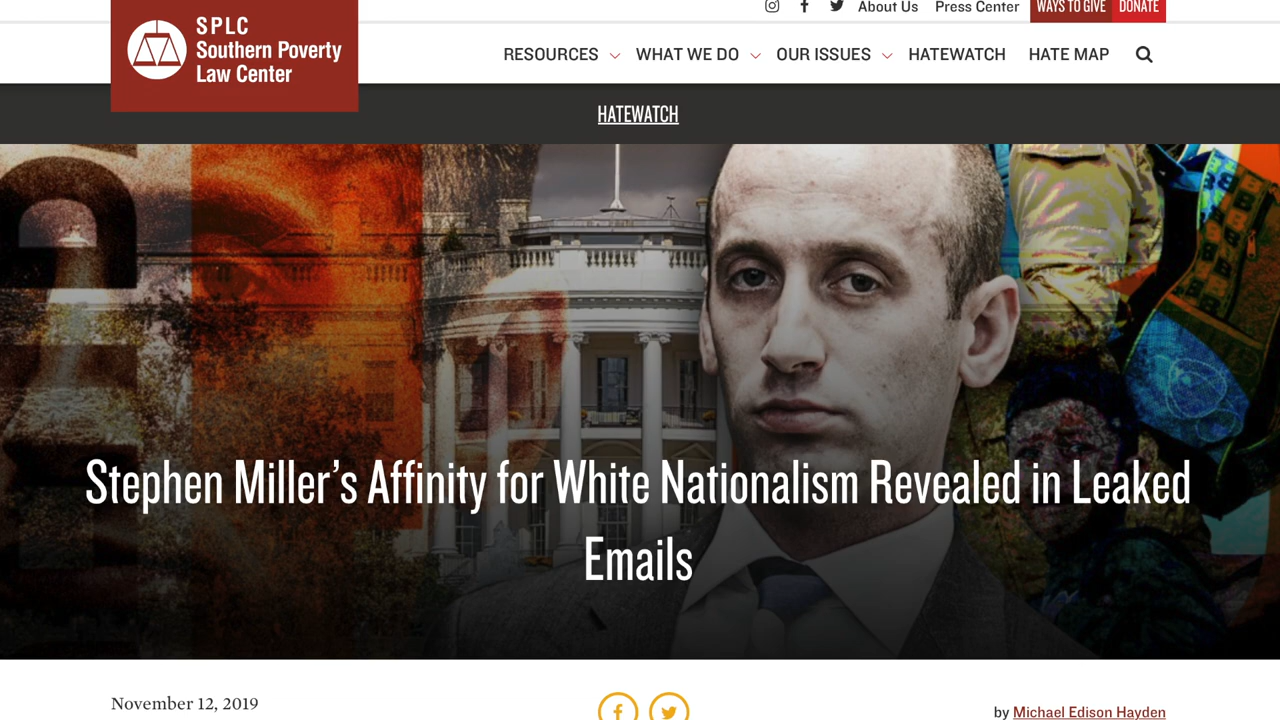 About Us Press Center WAYS TO GIVE DONATE
SPLC
Southern Poverty
Law Center
RESOURCES WHAT WE DO OUR ISSUES HATEWATCH HATE MAP
HATEWATCH
Stephen Miller’s Affinity for White Nationalism Revealed in Leaked
Emails
November 12, 2019
by Michael Edison Hayden